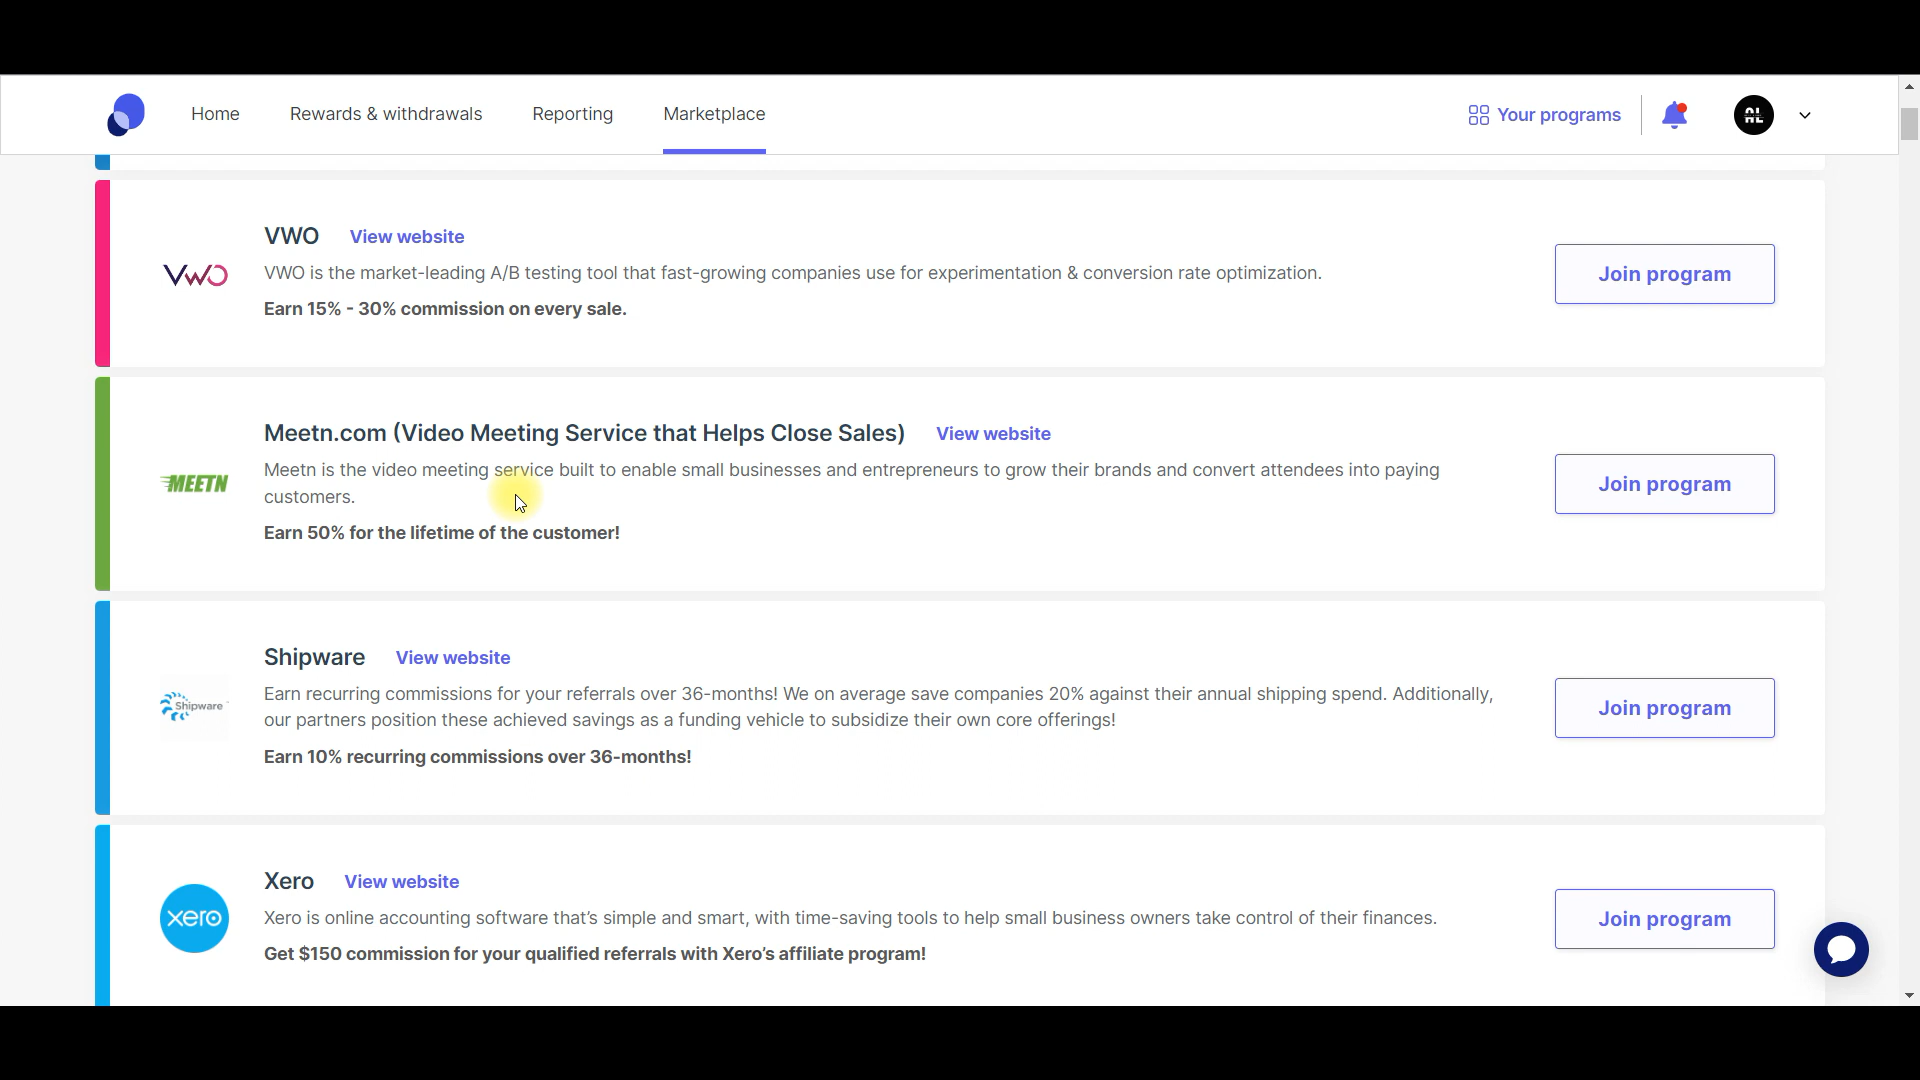 Home Rewards & withdrawals Reporting Marketplace Your programs
VWO View website
VWO
VWO is the market-leading A/B testing tool that fast-growing companies use for experimentation & conversion rate optimization.
Earn 15% - 30% commission on every sale.
Join program
Meetn.com (Video Meeting Service that Helps Close Sales) View website
MEETN
Meetn is the video meeting service built to enable small businesses and entrepreneurs to grow their brands and convert attendees into paying
customers.
Earn 50% for the lifetime of the customer!
Join program
Shipware View website
Shipware
Earn recurring commissions for your referrals over 36-months! We on average save companies 20% against their annual shipping spend. Additionally,
our partners position these achieved savings as a funding vehicle to subsidize their own core offerings!
Earn 10% recurring commissions over 36-months!
Join program
Xero View website
xero
Xero is online accounting software that's simple and smart, with time-saving tools to help small business owners take control of their finances.
Get $150 commission for your qualified referrals with Xero's affiliate program!
Join program